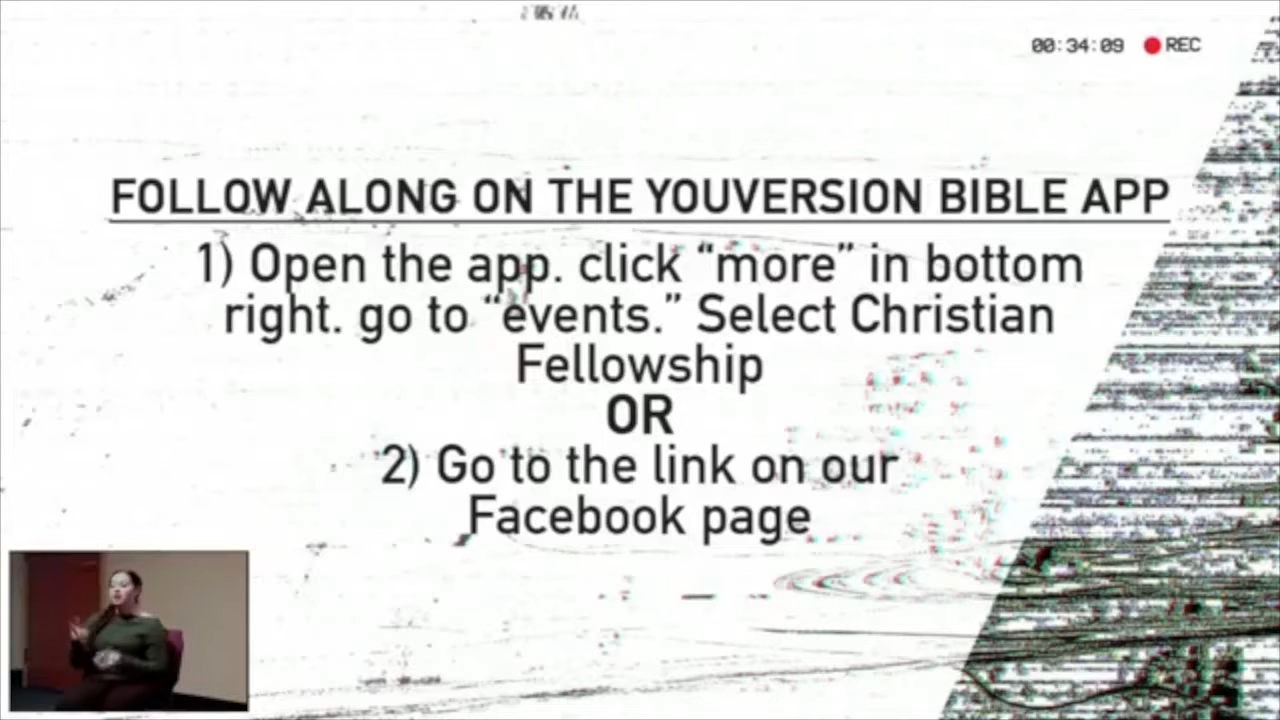 00:34:09 REC
FOLLOW ALONG ON THE YOUVERSION BIBLE APP
1) Open the app. click “more” in bottom
right. go to “events.” Select Christian
Fellowship
OR
2) Go to the link on our
Facebook page